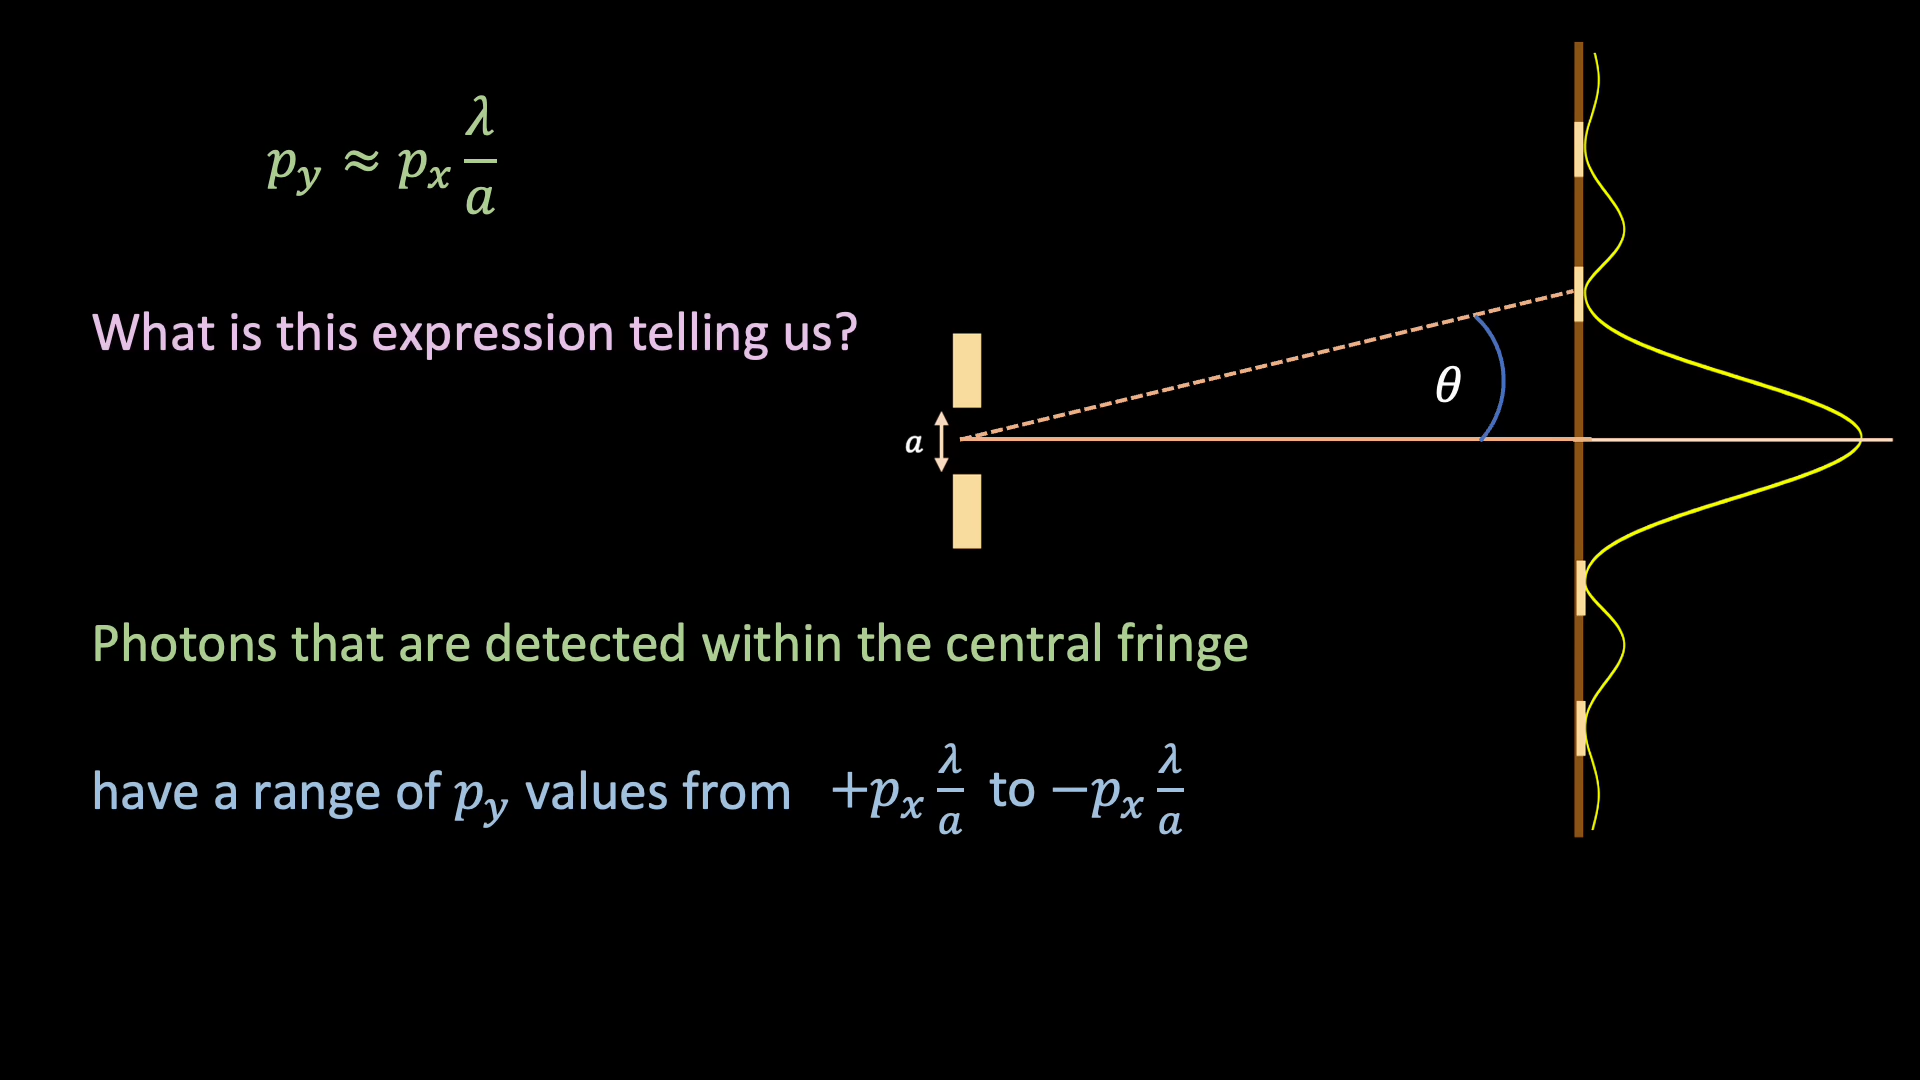 p_y ≈ p_x λ/a
What is this expression telling us?
θ
a
Photons that are detected within the central fringe
have a range of p_y values from +p_x λ/a to −p_x λ/a